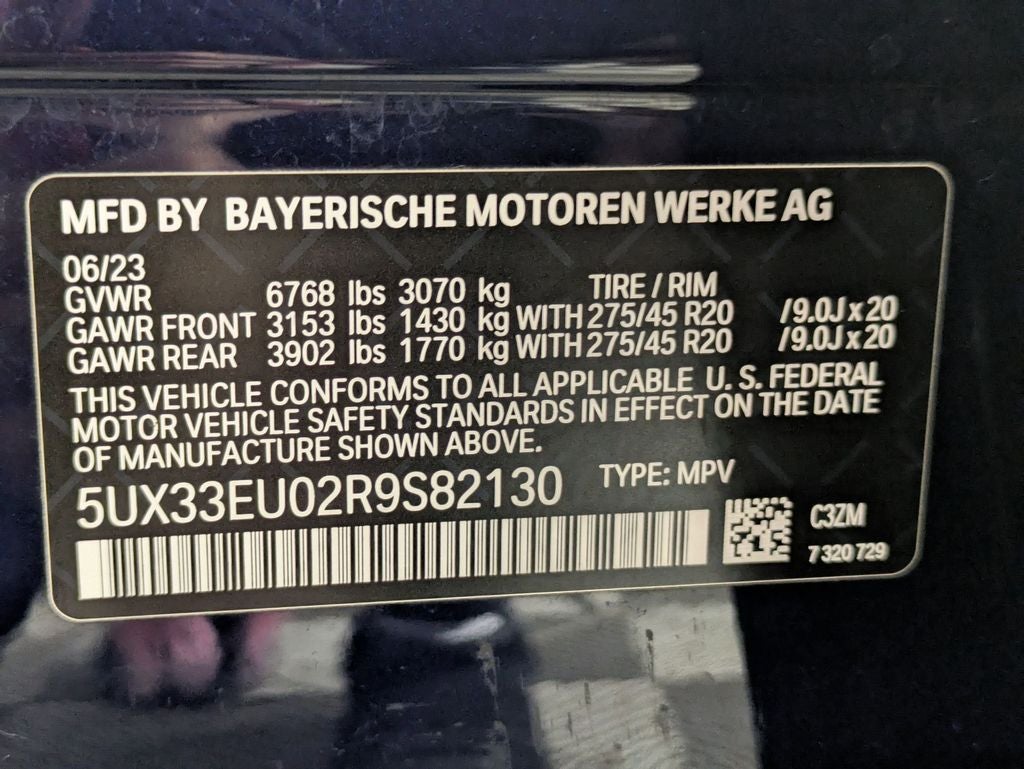 MFD BY BAYERISCHE MOTOREN WERKE AG
06/23
GVWR 6768 lbs 3070 kg TIRE / RIM
GAWR FRONT 3153 lbs 1430 kg WITH 275/45 R20 /9.0J x 20
GAWR REAR 3902 lbs 1770 kg WITH 275/45 R20 /9.0J x 20
THIS VEHICLE CONFORMS TO ALL APPLICABLE U. S. FEDERAL
MOTOR VEHICLE SAFETY STANDARDS IN EFFECT ON THE DATE
OF MANUFACTURE SHOWN ABOVE.
5UX33EU02R9S82130 TYPE: MPV
C3ZM
7 320 729